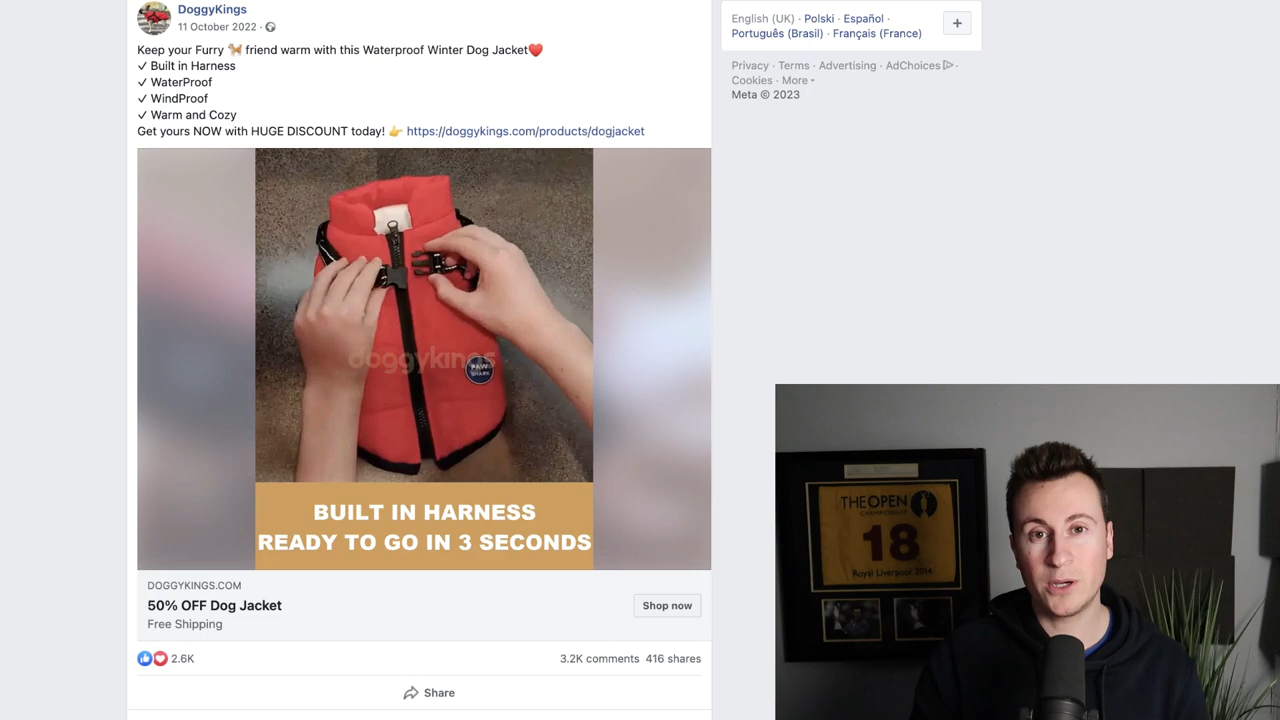 DoggyKings
11 October 2022 ·
Keep your Furry 🐕 friend warm with this Waterproof Winter Dog Jacket❤️
✓ Built in Harness
✓ WaterProof
✓ WindProof
✓ Warm and Cozy
Get yours NOW with HUGE DISCOUNT today! 👉 https://doggykings.com/products/dogjacket
doggykings
PAW
SHARK
BUILT IN HARNESS
READY TO GO IN 3 SECONDS
DOGGYKINGS.COM
50% OFF Dog Jacket
Free Shipping
Shop now
2.6K
3.2K comments 416 shares
Share
English (UK) · Polski · Español ·
Português (Brasil) · Français (France)
+
Privacy · Terms · Advertising · AdChoices ·
Cookies · More
Meta © 2023
THE OPEN
CHAMPIONSHIP
18
Royal Liverpool 2014